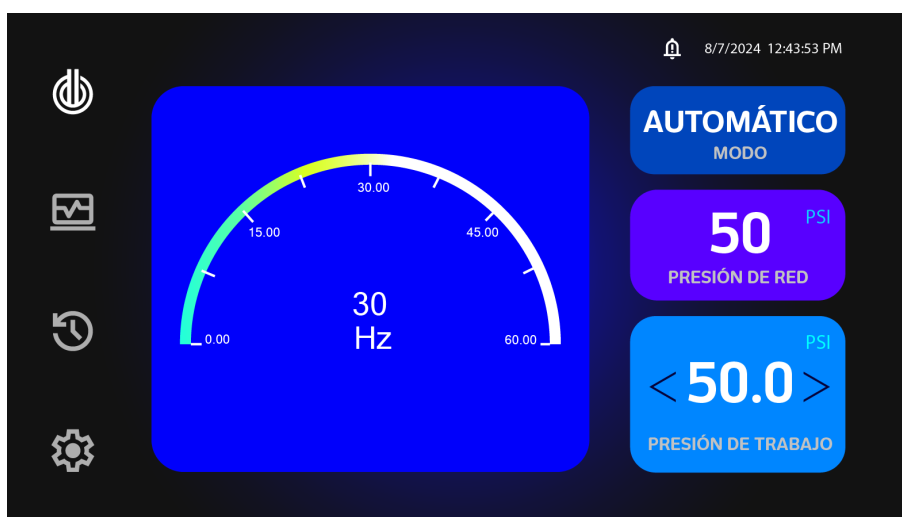 8/7/2024 12:43:53 PM
AUTOMÁTICO
MODO
30.00
15.00
45.00
30
Hz
0.00
60.00
50
PSI
PRESIÓN DE RED
PSI
< 50.0 >
PRESIÓN DE TRABAJO